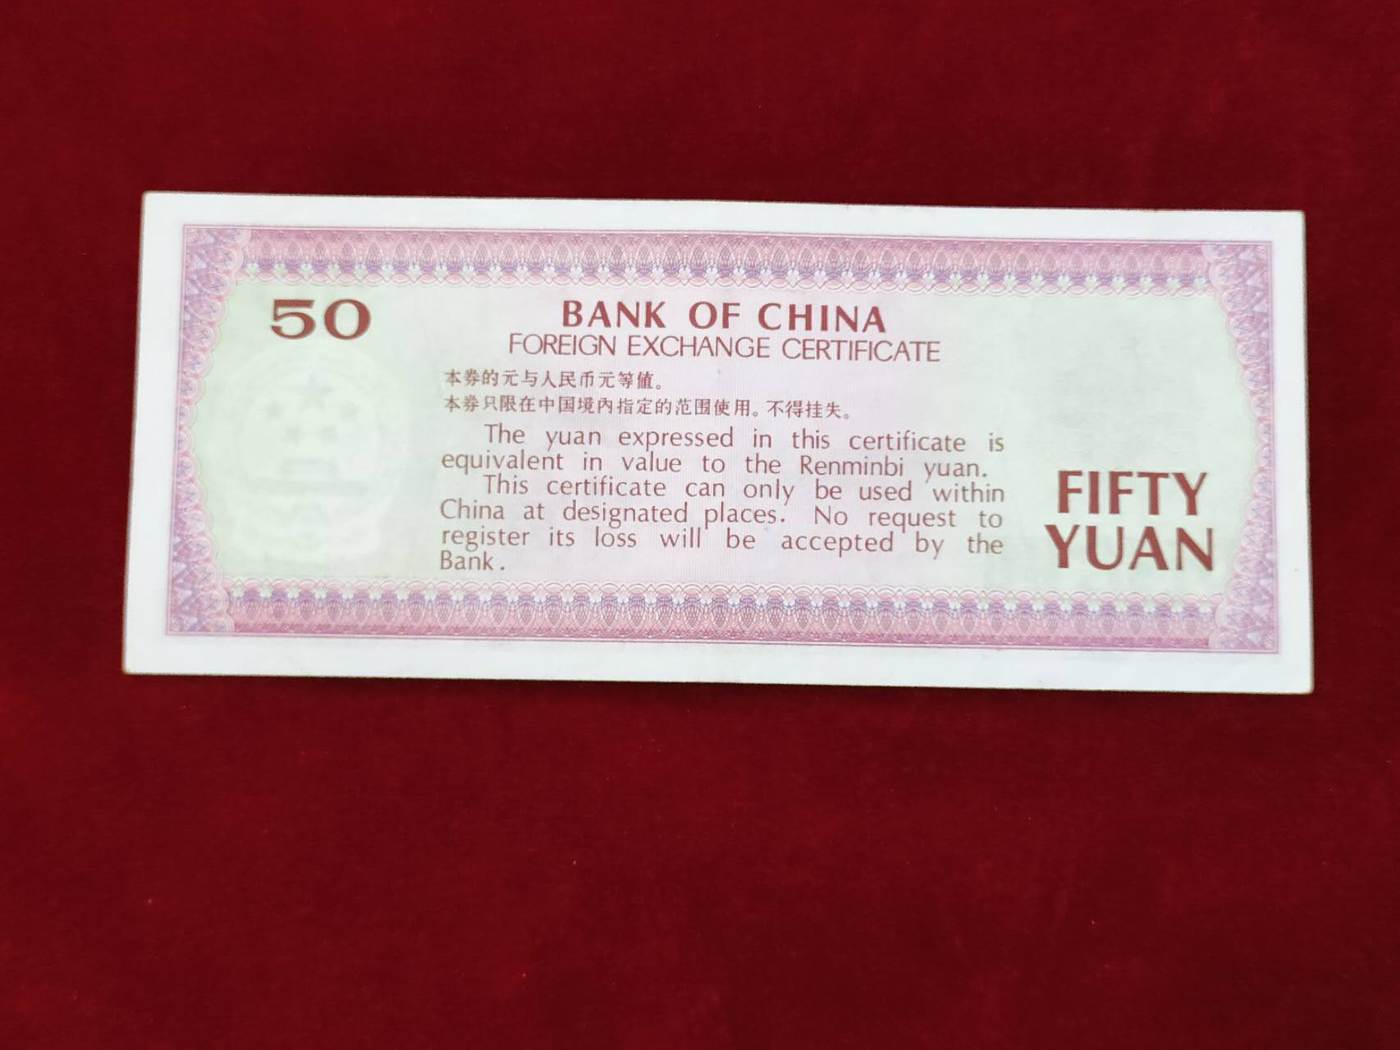 50
BANK OF CHINA
FOREIGN EXCHANGE CERTIFICATE
本券的元与人民币元等值。
本券只限在中国境内指定的范围使用。不得挂失。
The yuan expressed in this certificate is
equivalent in value to the Renminbi yuan.
This certificate can only be used within
China at designated places. No request to
register its loss will be accepted by the
Bank.
FIFTY
YUAN